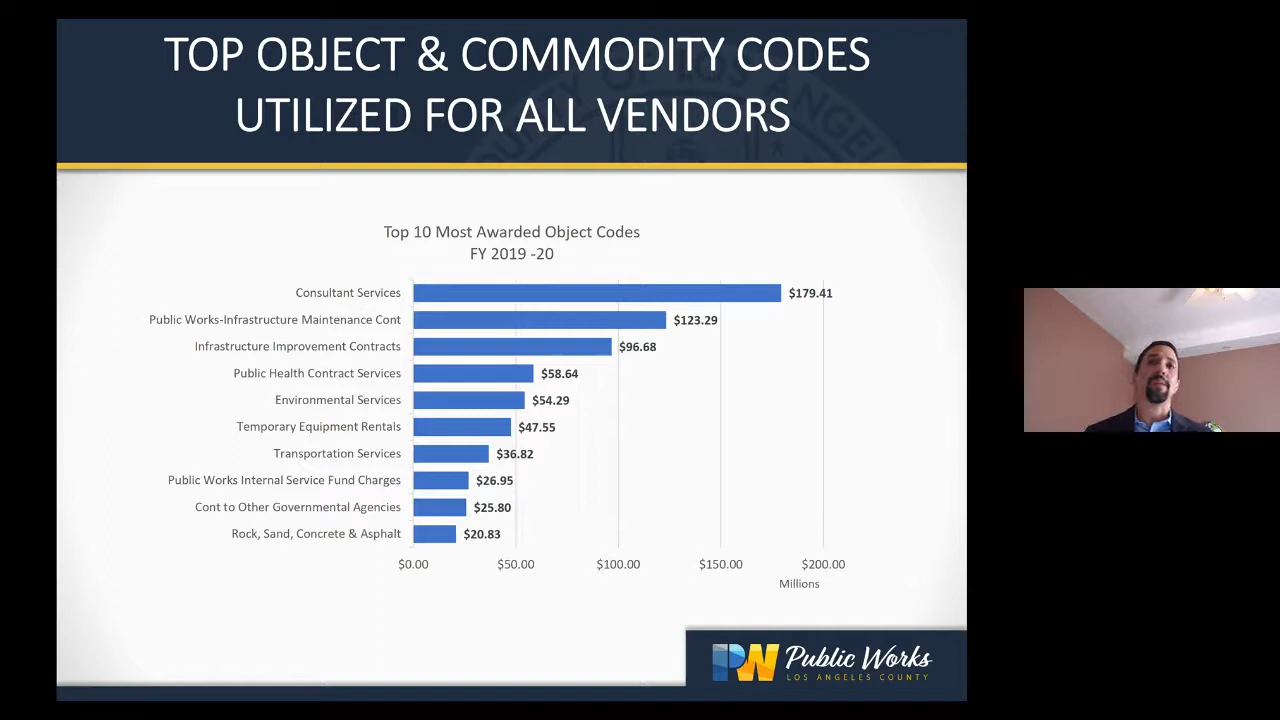 TOP OBJECT & COMMODITY CODES
UTILIZED FOR ALL VENDORS
Top 10 Most Awarded Object Codes
FY 2019 -20
Consultant Services $179.41
Public Works-Infrastructure Maintenance Cont $123.29
Infrastructure Improvement Contracts $96.68
Public Health Contract Services $58.64
Environmental Services $54.29
Temporary Equipment Rentals $47.55
Transportation Services $36.82
Public Works Internal Service Fund Charges $26.95
Cont to Other Governmental Agencies $25.80
Rock, Sand, Concrete & Asphalt $20.83
$0.00 $50.00 $100.00 $150.00 $200.00
Millions
PW Public Works
LOS ANGELES COUNTY